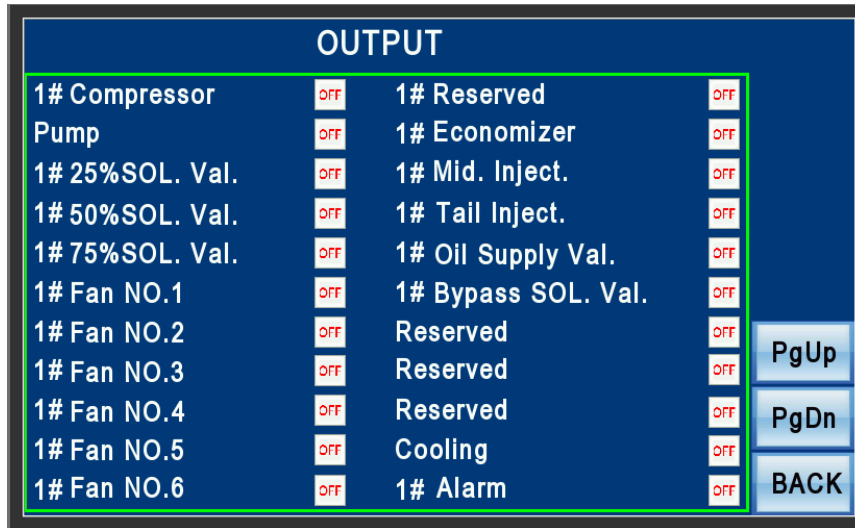 OUTPUT
1# Compressor OFF 1# Reserved OFF
Pump OFF 1# Economizer OFF
1# 25%SOL. Val. OFF 1# Mid. Inject. OFF
1# 50%SOL. Val. OFF 1# Tail Inject. OFF
1# 75%SOL. Val. OFF 1# Oil Supply Val. OFF
1# Fan NO.1 OFF 1# Bypass SOL. Val. OFF
1# Fan NO.2 OFF Reserved OFF
1# Fan NO.3 OFF Reserved OFF
1# Fan NO.4 OFF Reserved OFF
1# Fan NO.5 OFF Cooling OFF
1# Fan NO.6 OFF 1# Alarm OFF
PgUp
PgDn
BACK